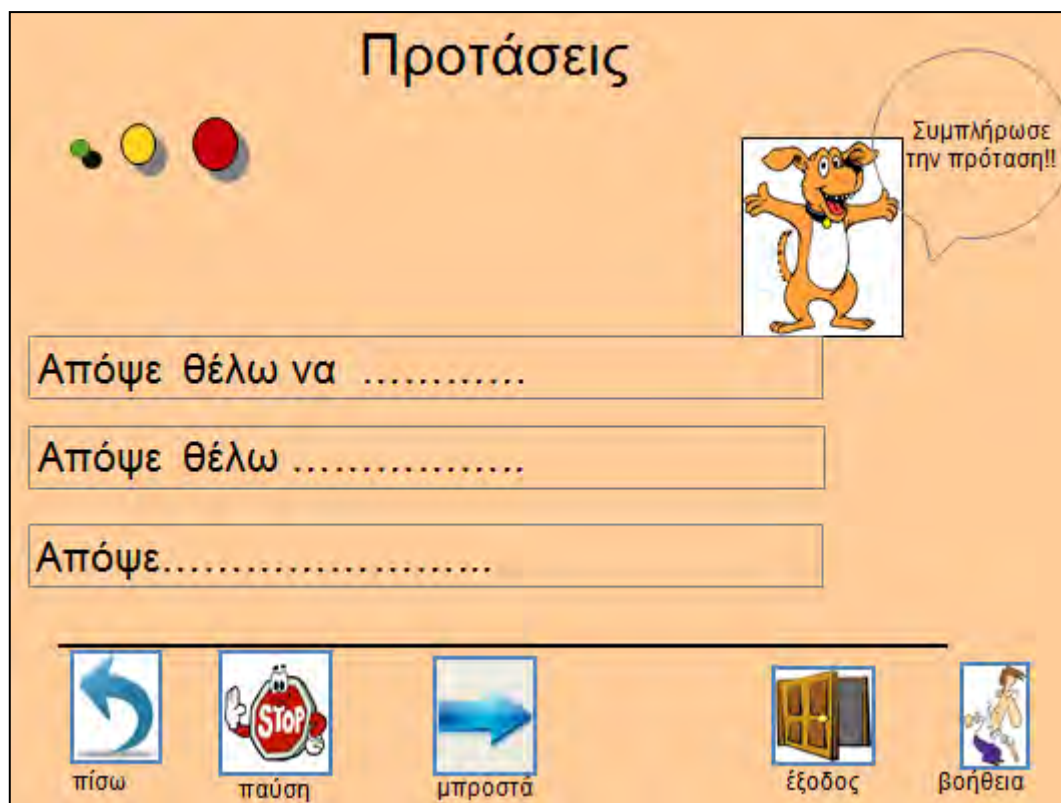 Προτάσεις
Συμπλήρωσε
την πρόταση!!
Απόψε θέλω να …………
Απόψε θέλω ……………..
Απόψε……………………..
STOP
πίσω
παύση
μπροστά
έξοδος
βοήθεια